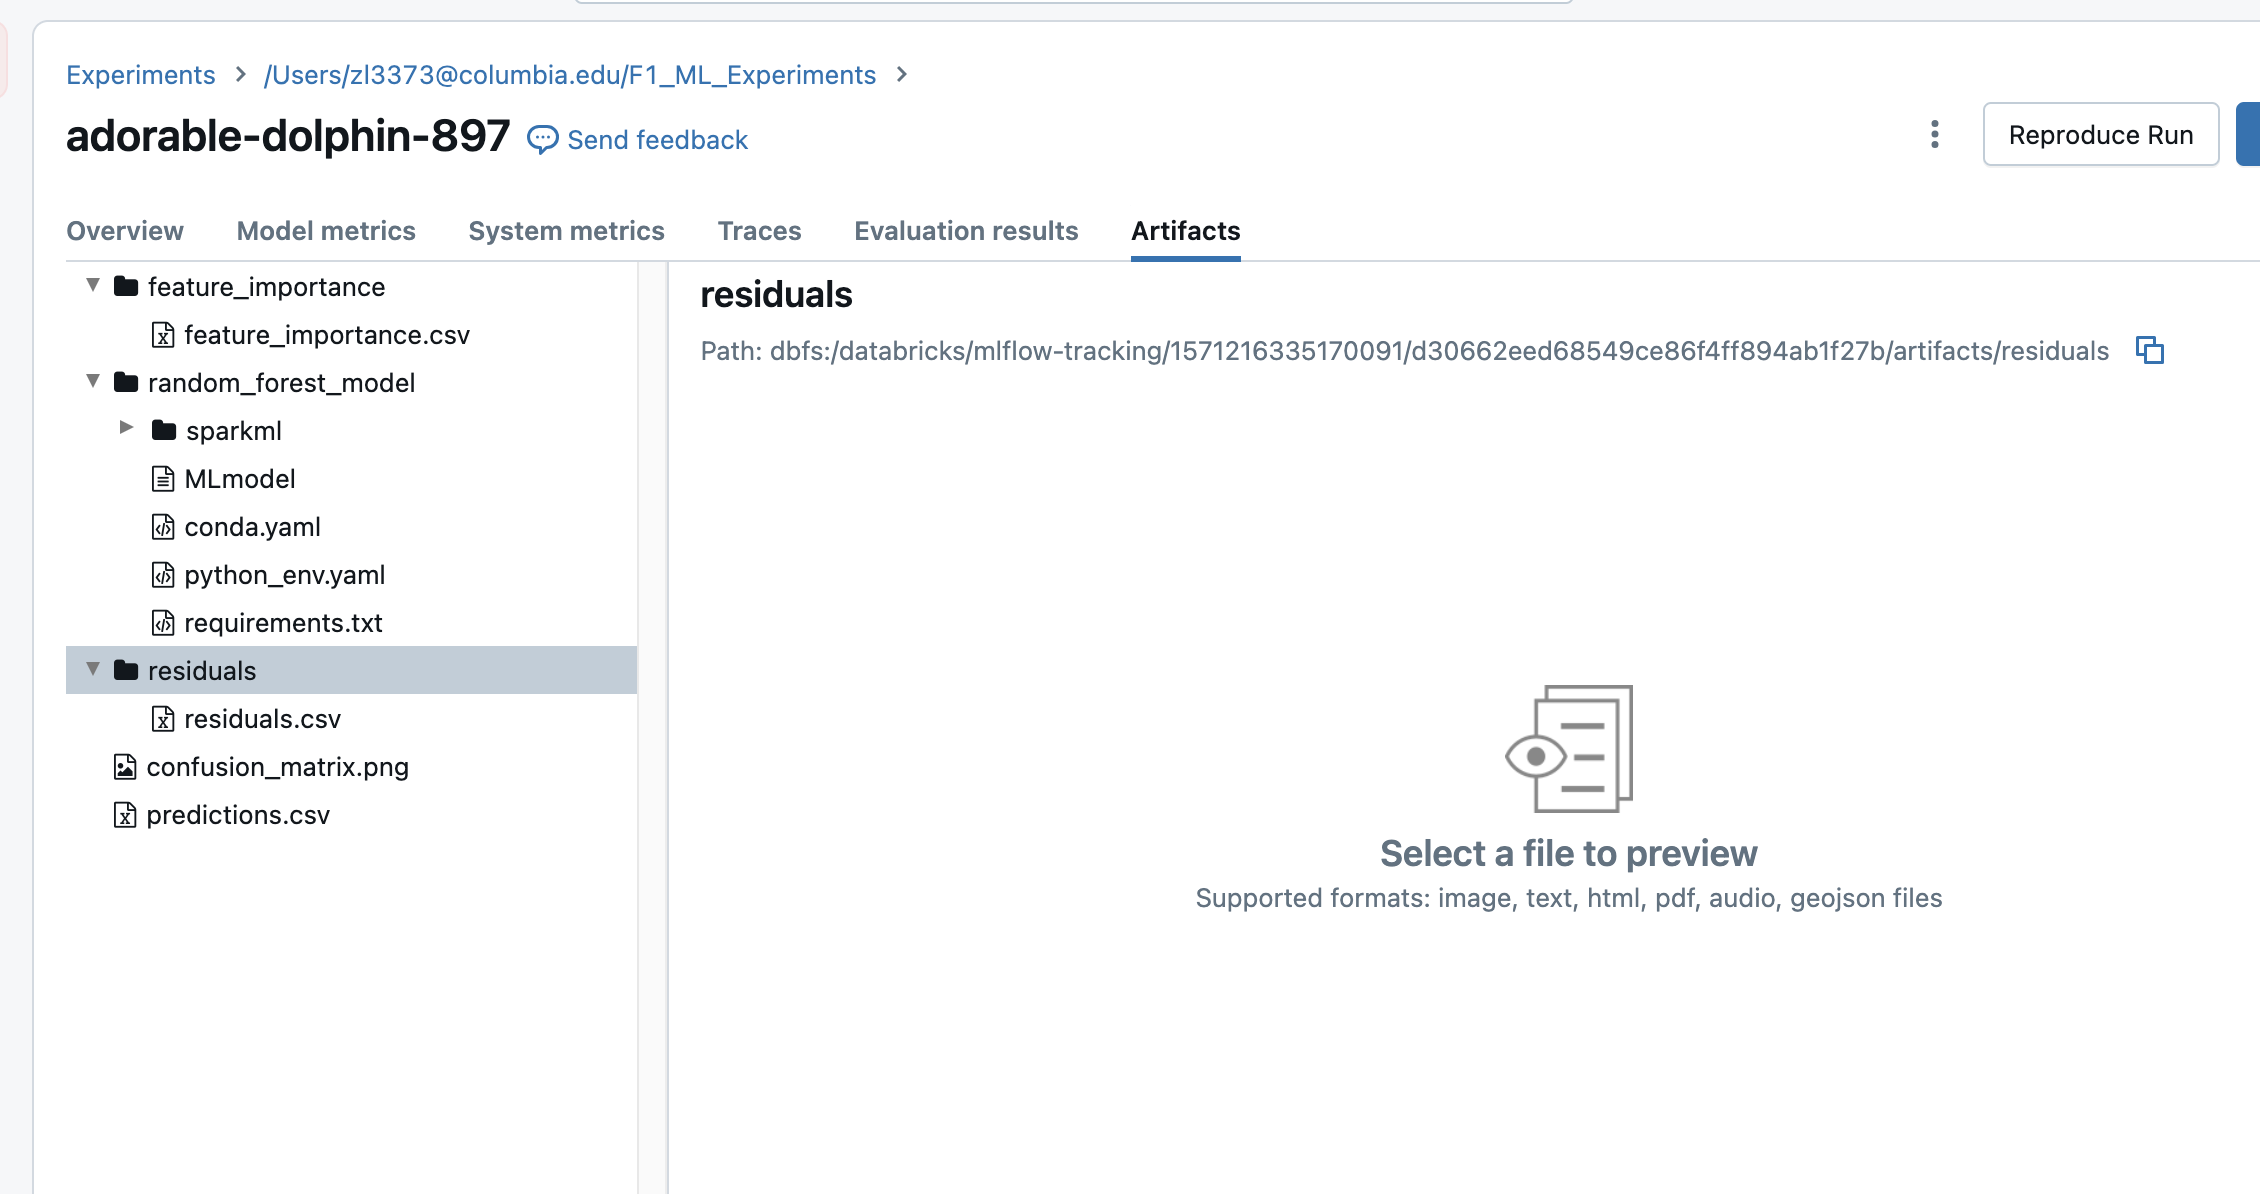 Experiments > /Users/zl3373@columbia.edu/F1_ML_Experiments >
adorable-dolphin-897 Send feedback
Reproduce Run
Overview Model metrics System metrics Traces Evaluation results Artifacts
feature_importance
feature_importance.csv
random_forest_model
sparkml
MLmodel
conda.yaml
python_env.yaml
requirements.txt
residuals
residuals.csv
confusion_matrix.png
predictions.csv
residuals
Path: dbfs:/databricks/mlflow-tracking/1571216335170091/d30662eed68549ce86f4ff894ab1f27b/artifacts/residuals
Select a file to preview
Supported formats: image, text, html, pdf, audio, geojson files